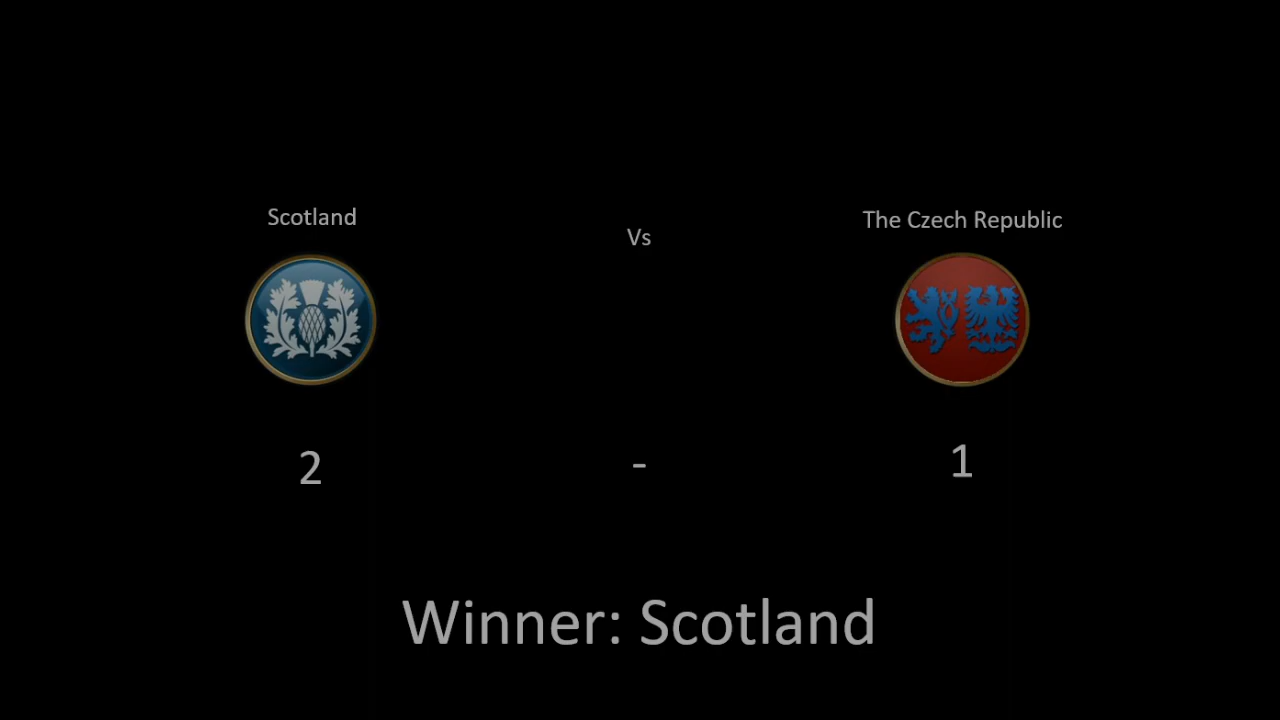 Scotland
Vs
The Czech Republic
2
-
1
Winner: Scotland